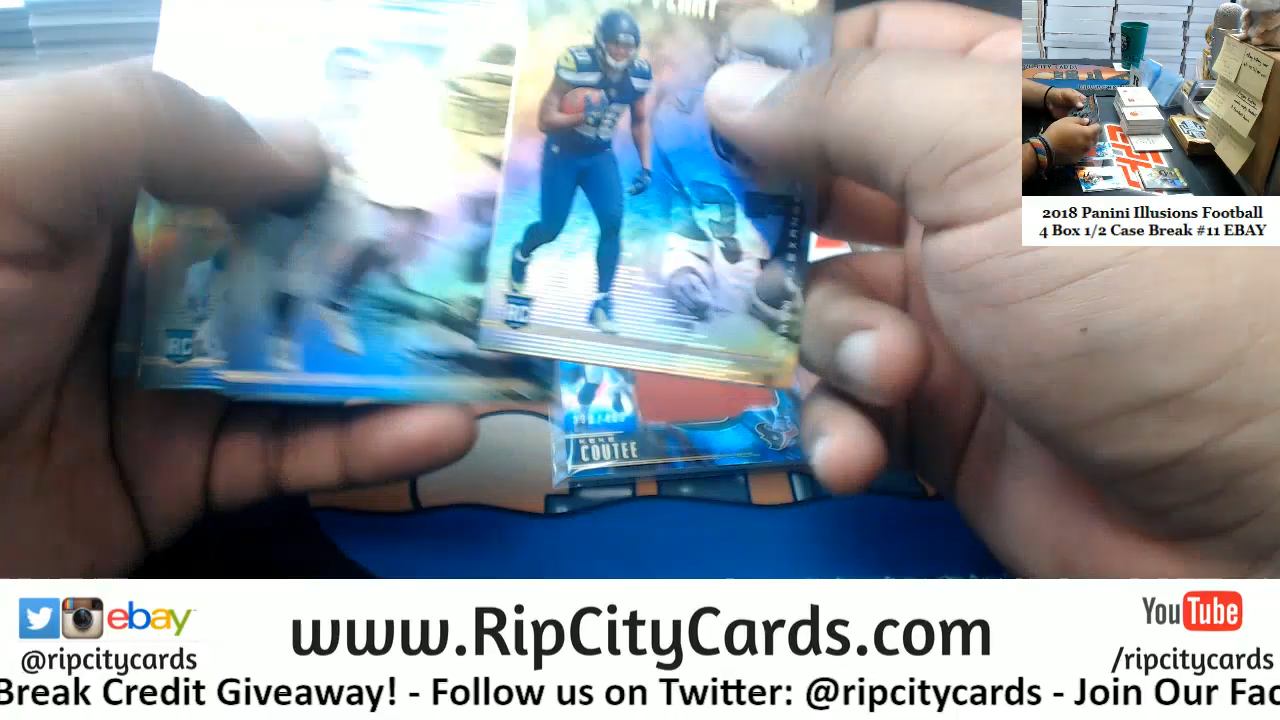 RC
RC
KEKE
COUTEE
2018 Panini Illusions Football
4 Box 1/2 Case Break #11 EBAY
ebay
@ripcitycards
www.RipCityCards.com
YouTube
/ripcitycards
Break Credit Giveaway! - Follow us on Twitter: @ripcitycards - Join Our Fac